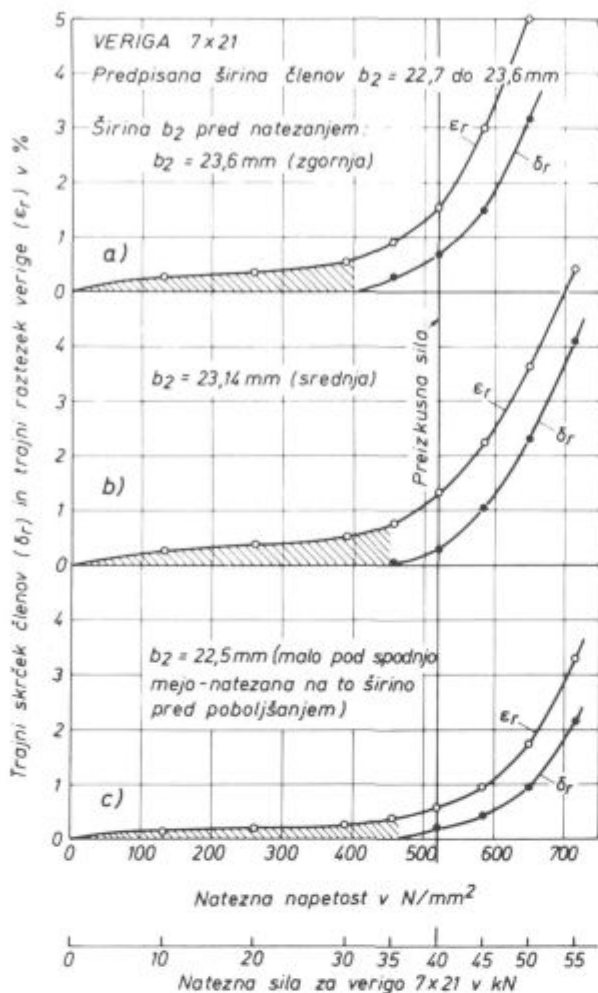 Trajni skrček členov (δr) in trajni raztezek verige (εr) v %
5
VERIGA 7x21
Predpisana širina členov b2 = 22,7 do 23,6 mm
4
Širina b2 pred natezanjem:
b2 = 23,6 mm (zgornja)
3
εr
δr
2
1
a)
0
4
b2 = 23,14 mm (srednja)
Preizkusna sila
3
εr
2
δr
b)
1
0
3
b2 = 22,5 mm (malo pod spodnjo
mejo - natezana na to širino
pred poboljšanjem)
εr
2
1
δr
c)
0
0 100 200 300 400 500 600 700
Natezna napetost v N/mm2
0 10 20 30 35 40 45 50 55
Natezna sila za verigo 7x21 v kN